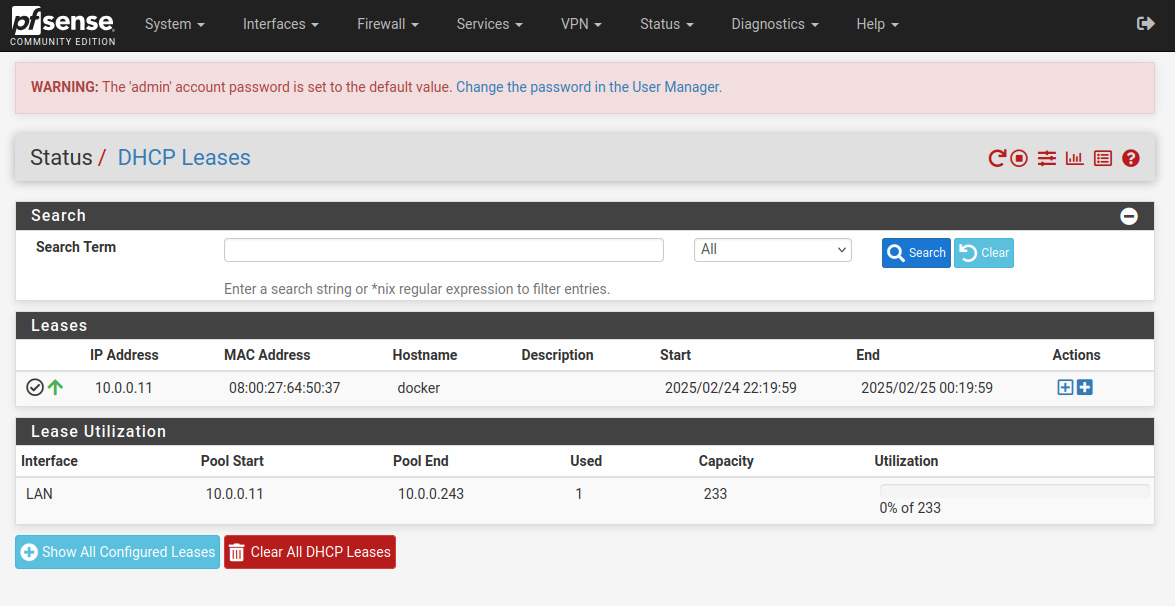 pfsense
COMMUNITY EDITION
System Interfaces Firewall Services VPN Status Diagnostics Help
WARNING: The 'admin' account password is set to the default value. Change the password in the User Manager.
Status / DHCP Leases
Search
Search Term All Search Clear
Enter a search string or *nix regular expression to filter entries.
Leases
IP Address MAC Address Hostname Description Start End Actions
10.0.0.11 08:00:27:64:50:37 docker 2025/02/24 22:19:59 2025/02/25 00:19:59
Lease Utilization
Interface Pool Start Pool End Used Capacity Utilization
LAN 10.0.0.11 10.0.0.243 1 233
0% of 233
Show All Configured Leases Clear All DHCP Leases